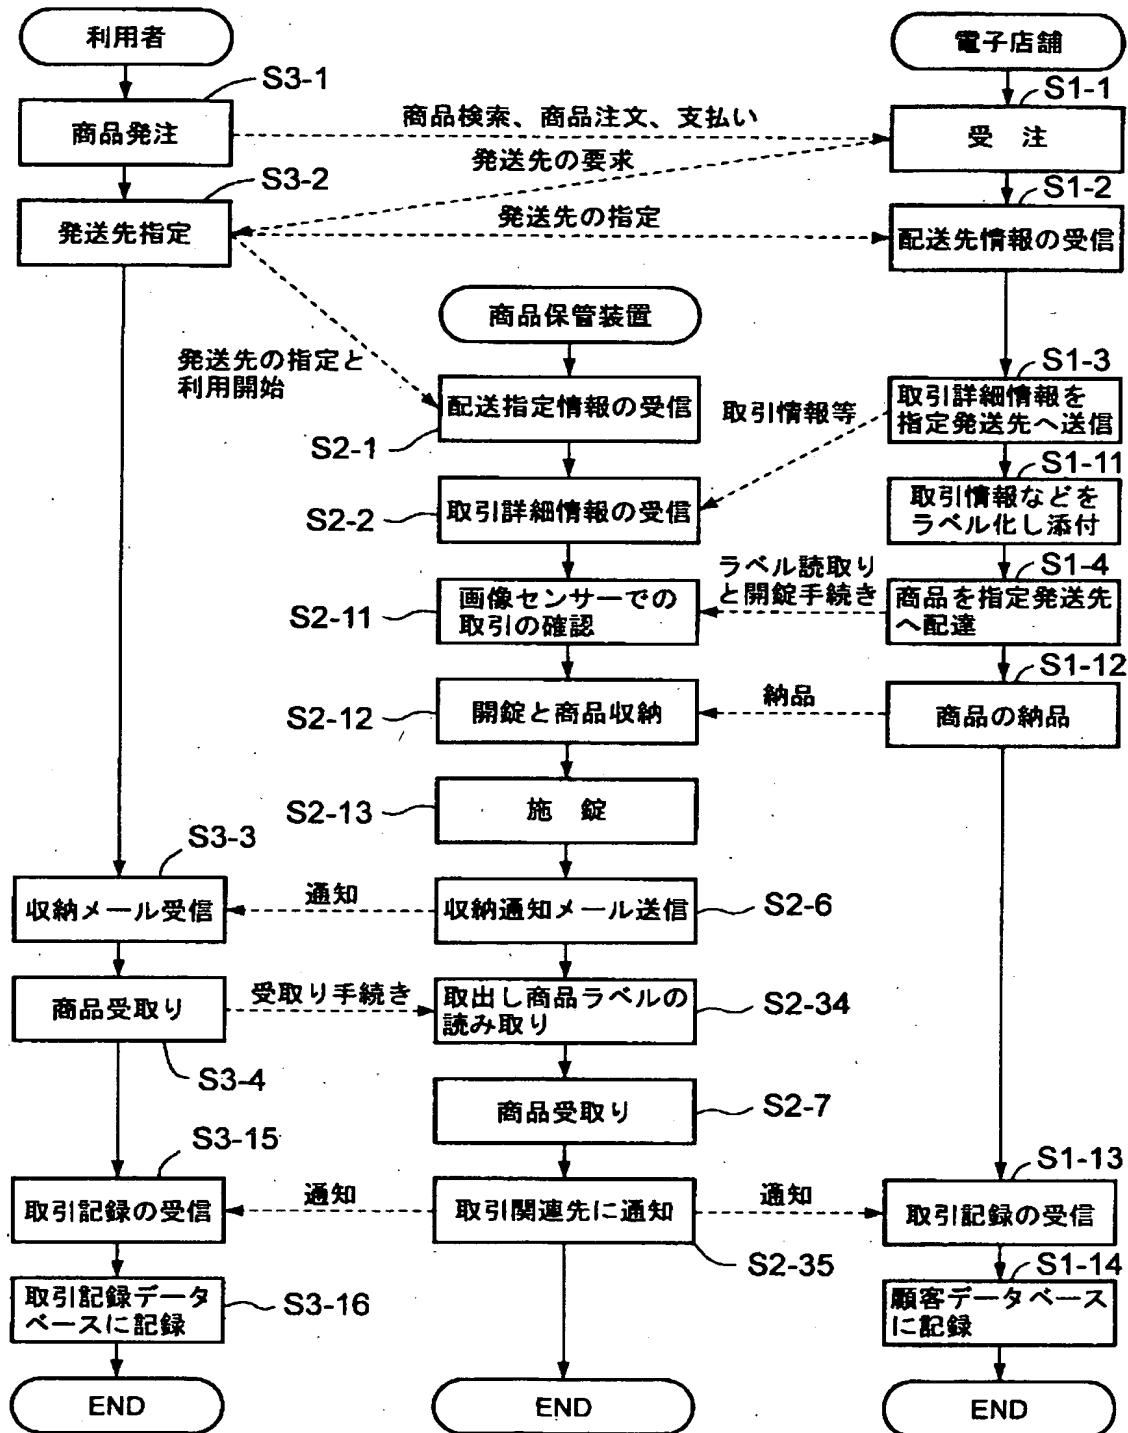 利用者
電子店舗
S3-1
S1-1
商品発注
商品検索、商品注文、支払い
受 注
発送先の要求
S3-2
S1-2
発送先指定
発送先の指定
配送先情報の受信
商品保管装置
発送先の指定と
利用開始
S1-3
配送指定情報の受信
取引情報等
取引詳細情報を
指定発送先へ送信
S2-1
S1-11
S2-2
取引詳細情報の受信
取引情報などを
ラベル化し添付
ラベル読取り
と開錠手続き
S1-4
S2-11
画像センサーでの
取引の確認
商品を指定発送先
へ配達
S1-12
S2-12
開錠と商品収納
納品
商品の納品
S2-13
施 錠
S3-3
収納メール受信
通知
収納通知メール送信
S2-6
商品受取り
受取り手続き
取出し商品ラベルの
読み取り
S2-34
S3-4
商品受取り
S2-7
S3-15
S1-13
取引記録の受信
通知
取引関連先に通知
通知
取引記録の受信
S2-35
S1-14
取引記録データ
ベースに記録
S3-16
顧客データベース
に記録
END
END
END